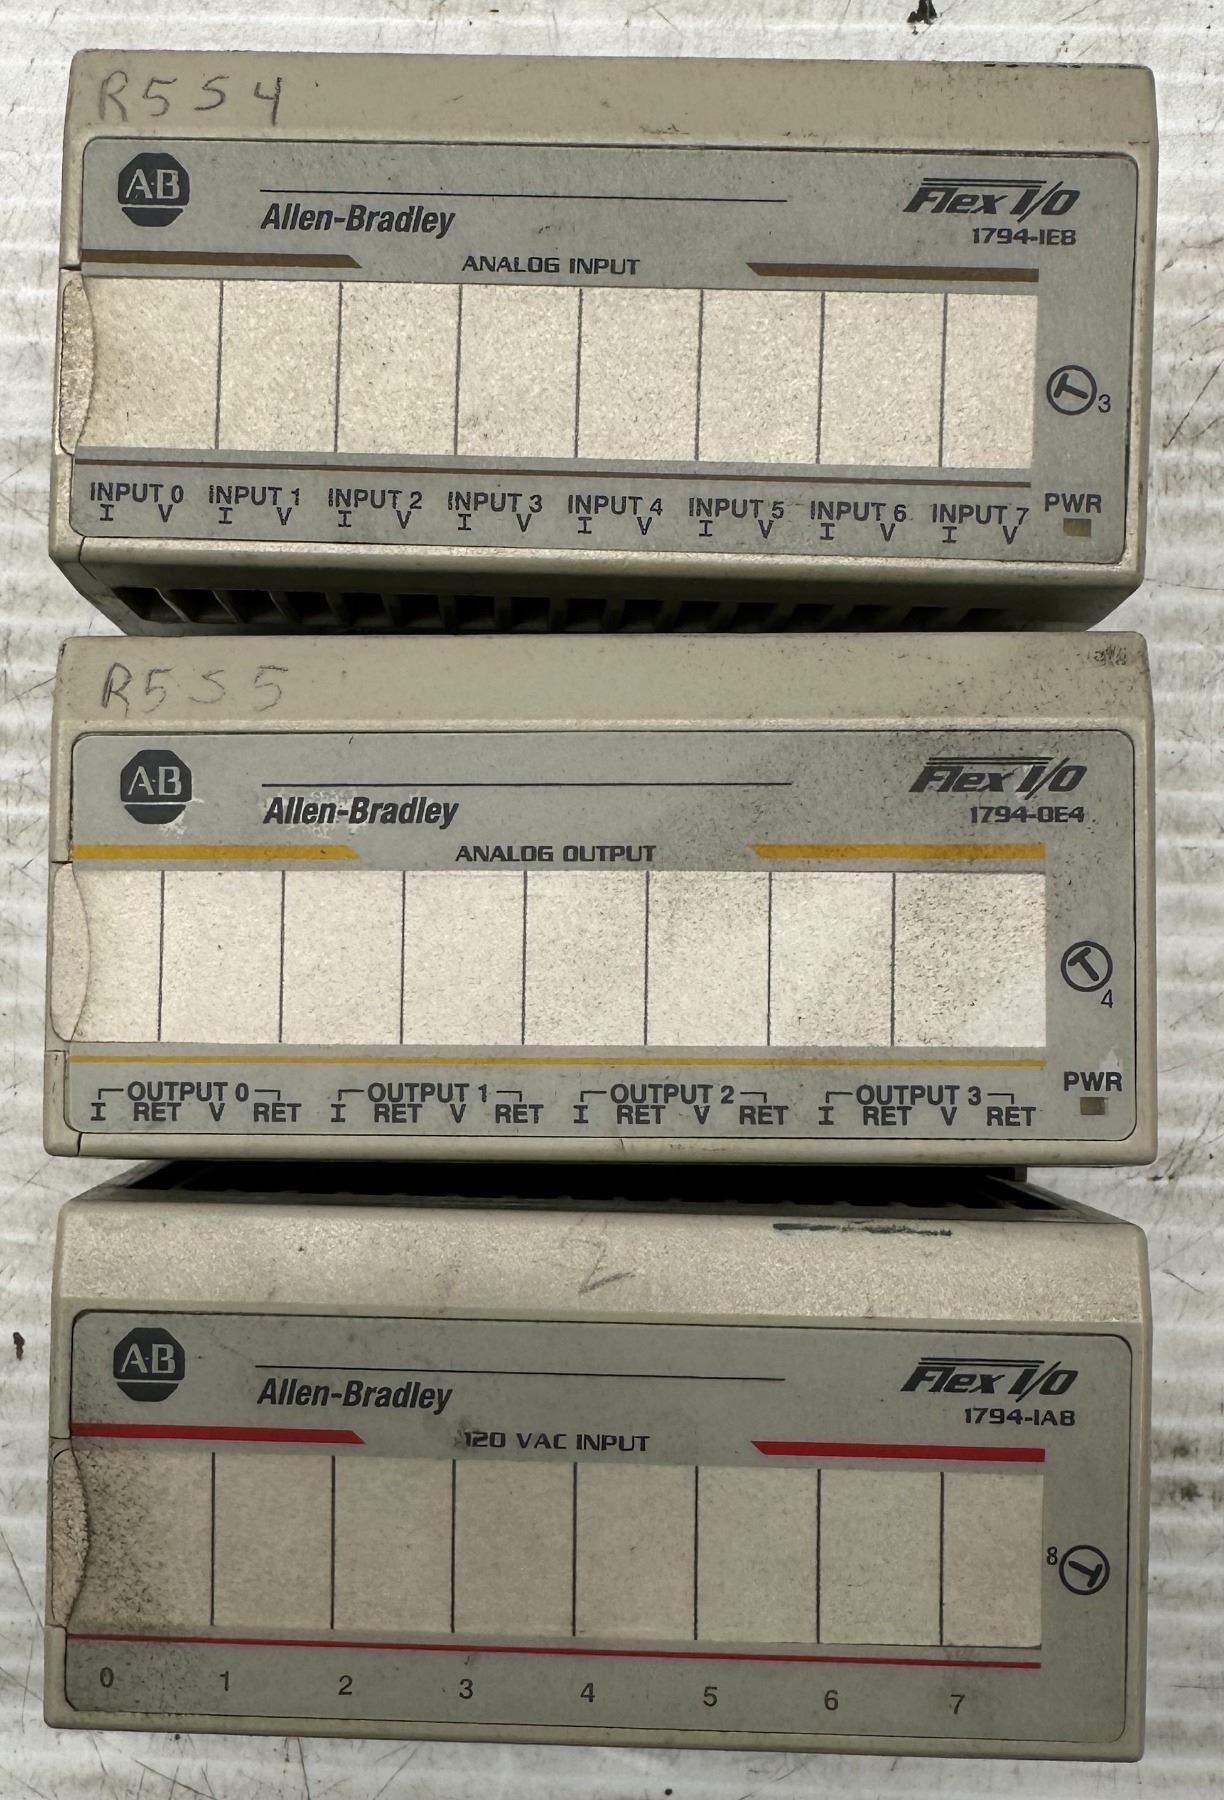 R5S4
AB
Allen-Bradley
Flex I/O
1794-IE8
ANALOG INPUT
3
INPUT 0 INPUT 1 INPUT 2 INPUT 3 INPUT 4 INPUT 5 INPUT 6 INPUT 7 PWR
I V I V I V I V I V I V I V I V
R5S5
AB
Allen-Bradley
Flex I/O
1794-OE4
ANALOG OUTPUT
4
PWR
OUTPUT 0 OUTPUT 1 OUTPUT 2 OUTPUT 3
I RET V RET I RET V RET I RET V RET I RET V RET
2
AB
Allen-Bradley
Flex I/O
1794-IA8
120 VAC INPUT
8
0 1 2 3 4 5 6 7